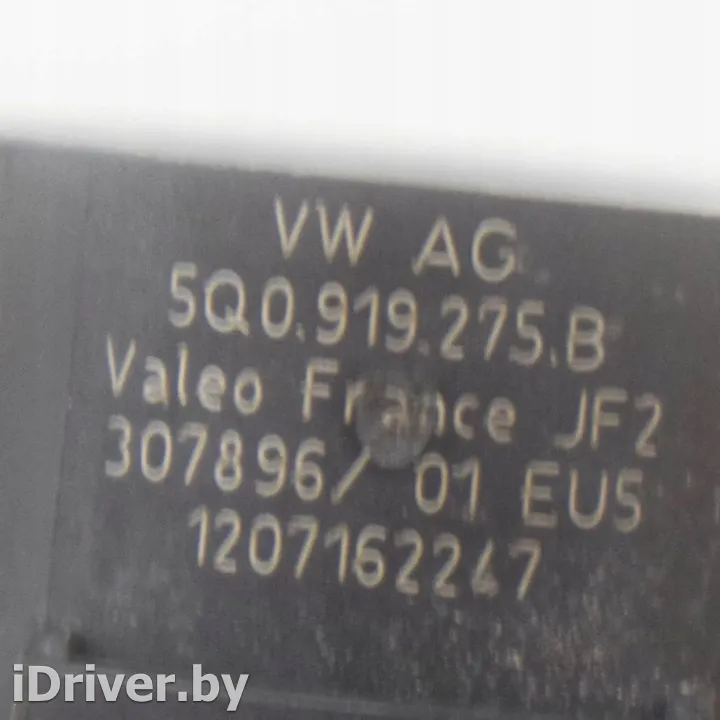 VW AG
5Q0.919.275.B
Valeo France JF2
307896/ 01 EU5
1207162247
iDriver.by